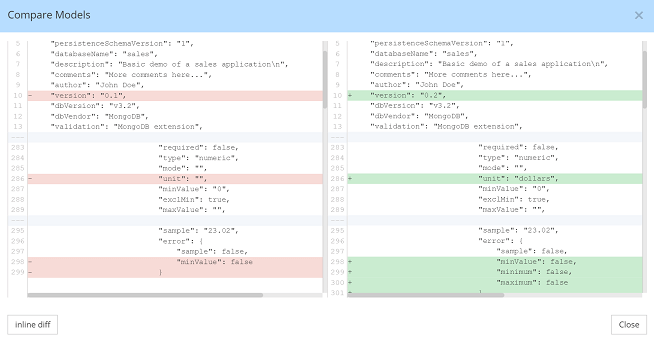 Compare Models
×
5 "persistenceSchemaVersion": "1",
6 "databaseName": "sales",
7 "description": "Basic demo of a sales application\n",
8 "comments": "More comments here...",
9 "author": "John Doe",
10 - "version": "0.1",
11 "dbVersion": "v3.2",
12 "dbVendor": "MongoDB",
13 "validation": "MongoDB extension",
283 "required": false,
284 "type": "numeric",
285 "mode": "",
286 - "unit": "",
287 "minValue": "0",
288 "exclMin": true,
289 "maxValue": "",
295 "sample": "23.02",
296 "error": {
297 "sample": false,
298 - "minValue": false
299 - }
5 "persistenceSchemaVersion": "1",
6 "databaseName": "sales",
7 "description": "Basic demo of a sales application\n",
8 "comments": "More comments here...",
9 "author": "John Doe",
10 + "version": "0.2",
11 "dbVersion": "v3.2",
12 "dbVendor": "MongoDB",
13 "validation": "MongoDB extension",
283 "required": false,
284 "type": "numeric",
285 "mode": "",
286 + "unit": "dollars",
287 "minValue": "0",
288 "exclMin": true,
289 "maxValue": "",
295 "sample": "23.02",
296 "error": {
297 "sample": false,
298 + "minValue": false,
299 + "minimum": false,
300 + "maximum": false
301 + }
inline diff
Close